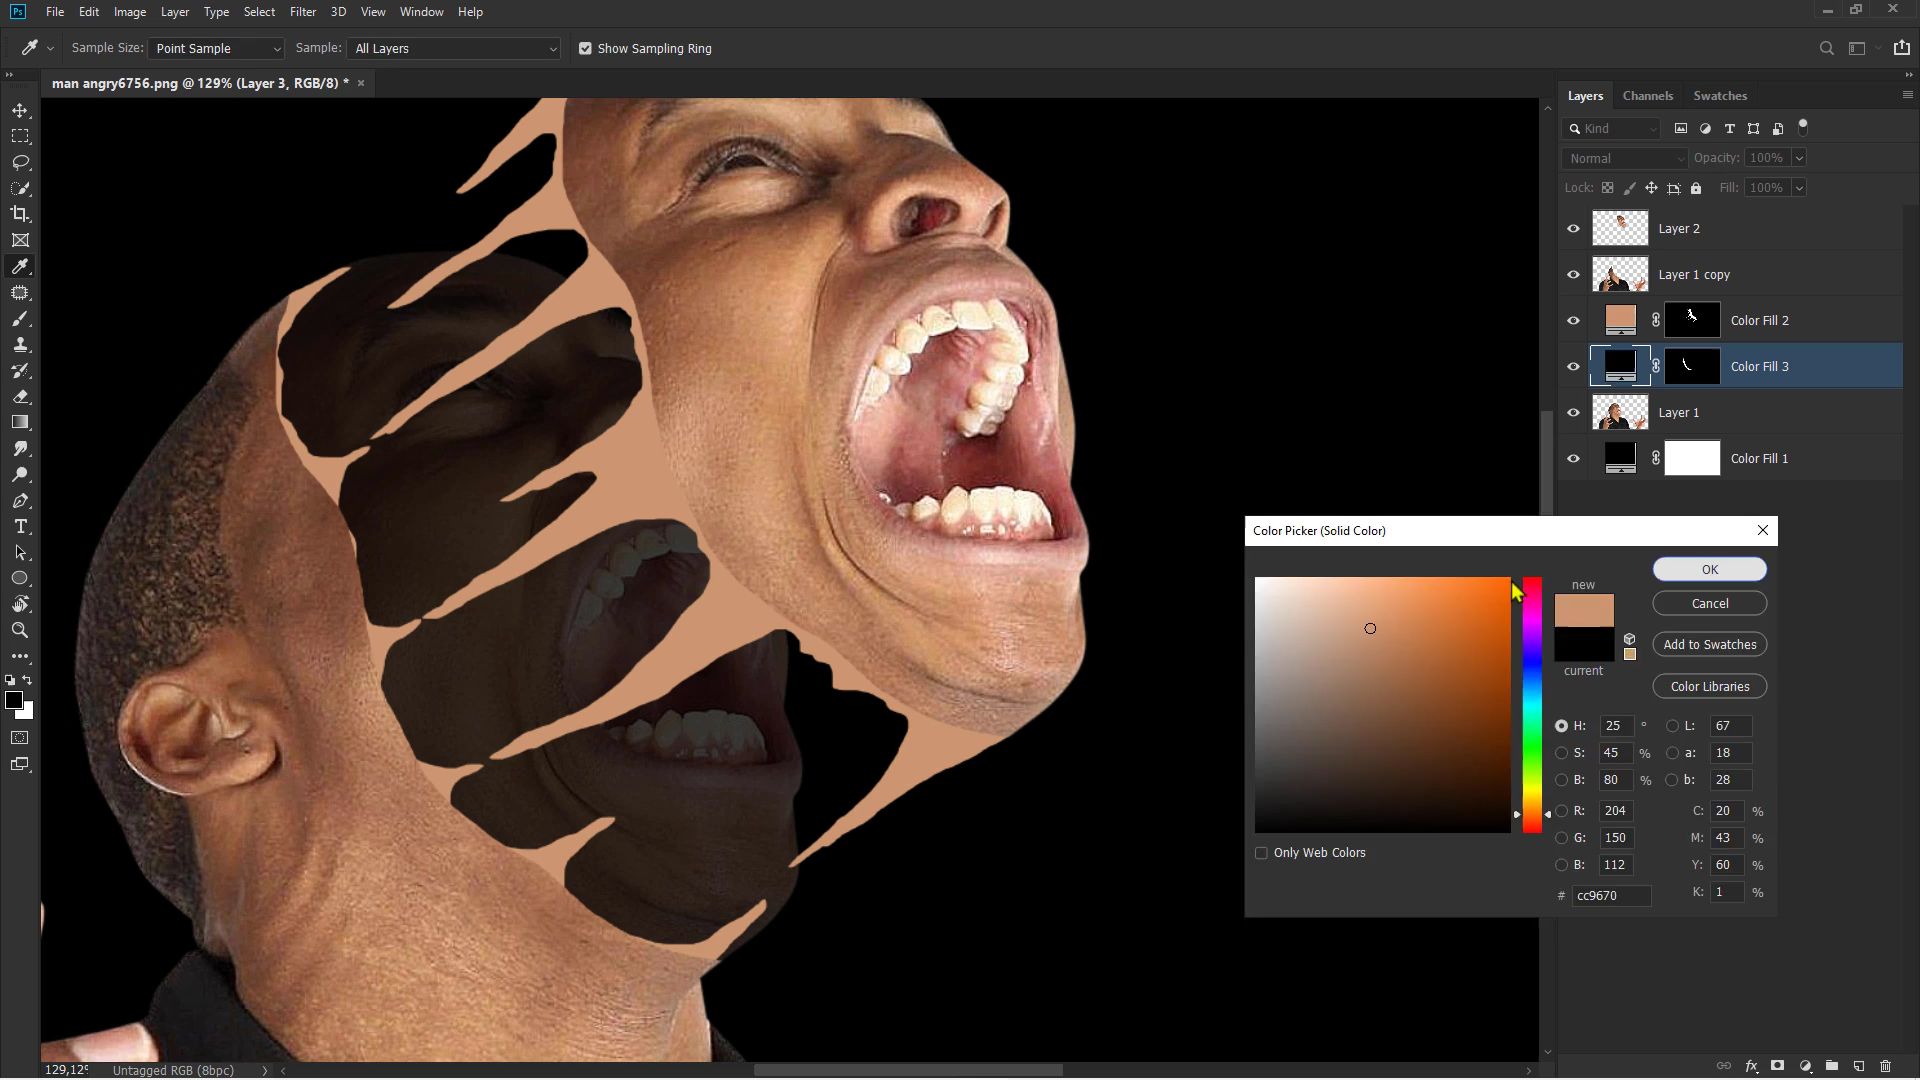 Ps File Edit Image Layer Type Select Filter 3D View Window Help
Sample Size: Point Sample Sample: All Layers Show Sampling Ring
man angry6756.png @ 129% (Layer 3, RGB/8) * ×
Layers Channels Swatches
Kind
Normal Opacity: 100%
Lock: Fill: 100%
Layer 2
Layer 1 copy
Color Fill 2
Color Fill 3
Layer 1
Color Fill 1
Color Picker (Solid Color)
new
current
OK
Cancel
Add to Swatches
Color Libraries
H: 25 ° L: 67
S: 45 % a: 18
B: 80 % b: 28
R: 204 C: 20 %
G: 150 M: 43 %
B: 112 Y: 60 %
# cc9670 K: 1 %
Only Web Colors
129,12% Untagged RGB (8bpc)